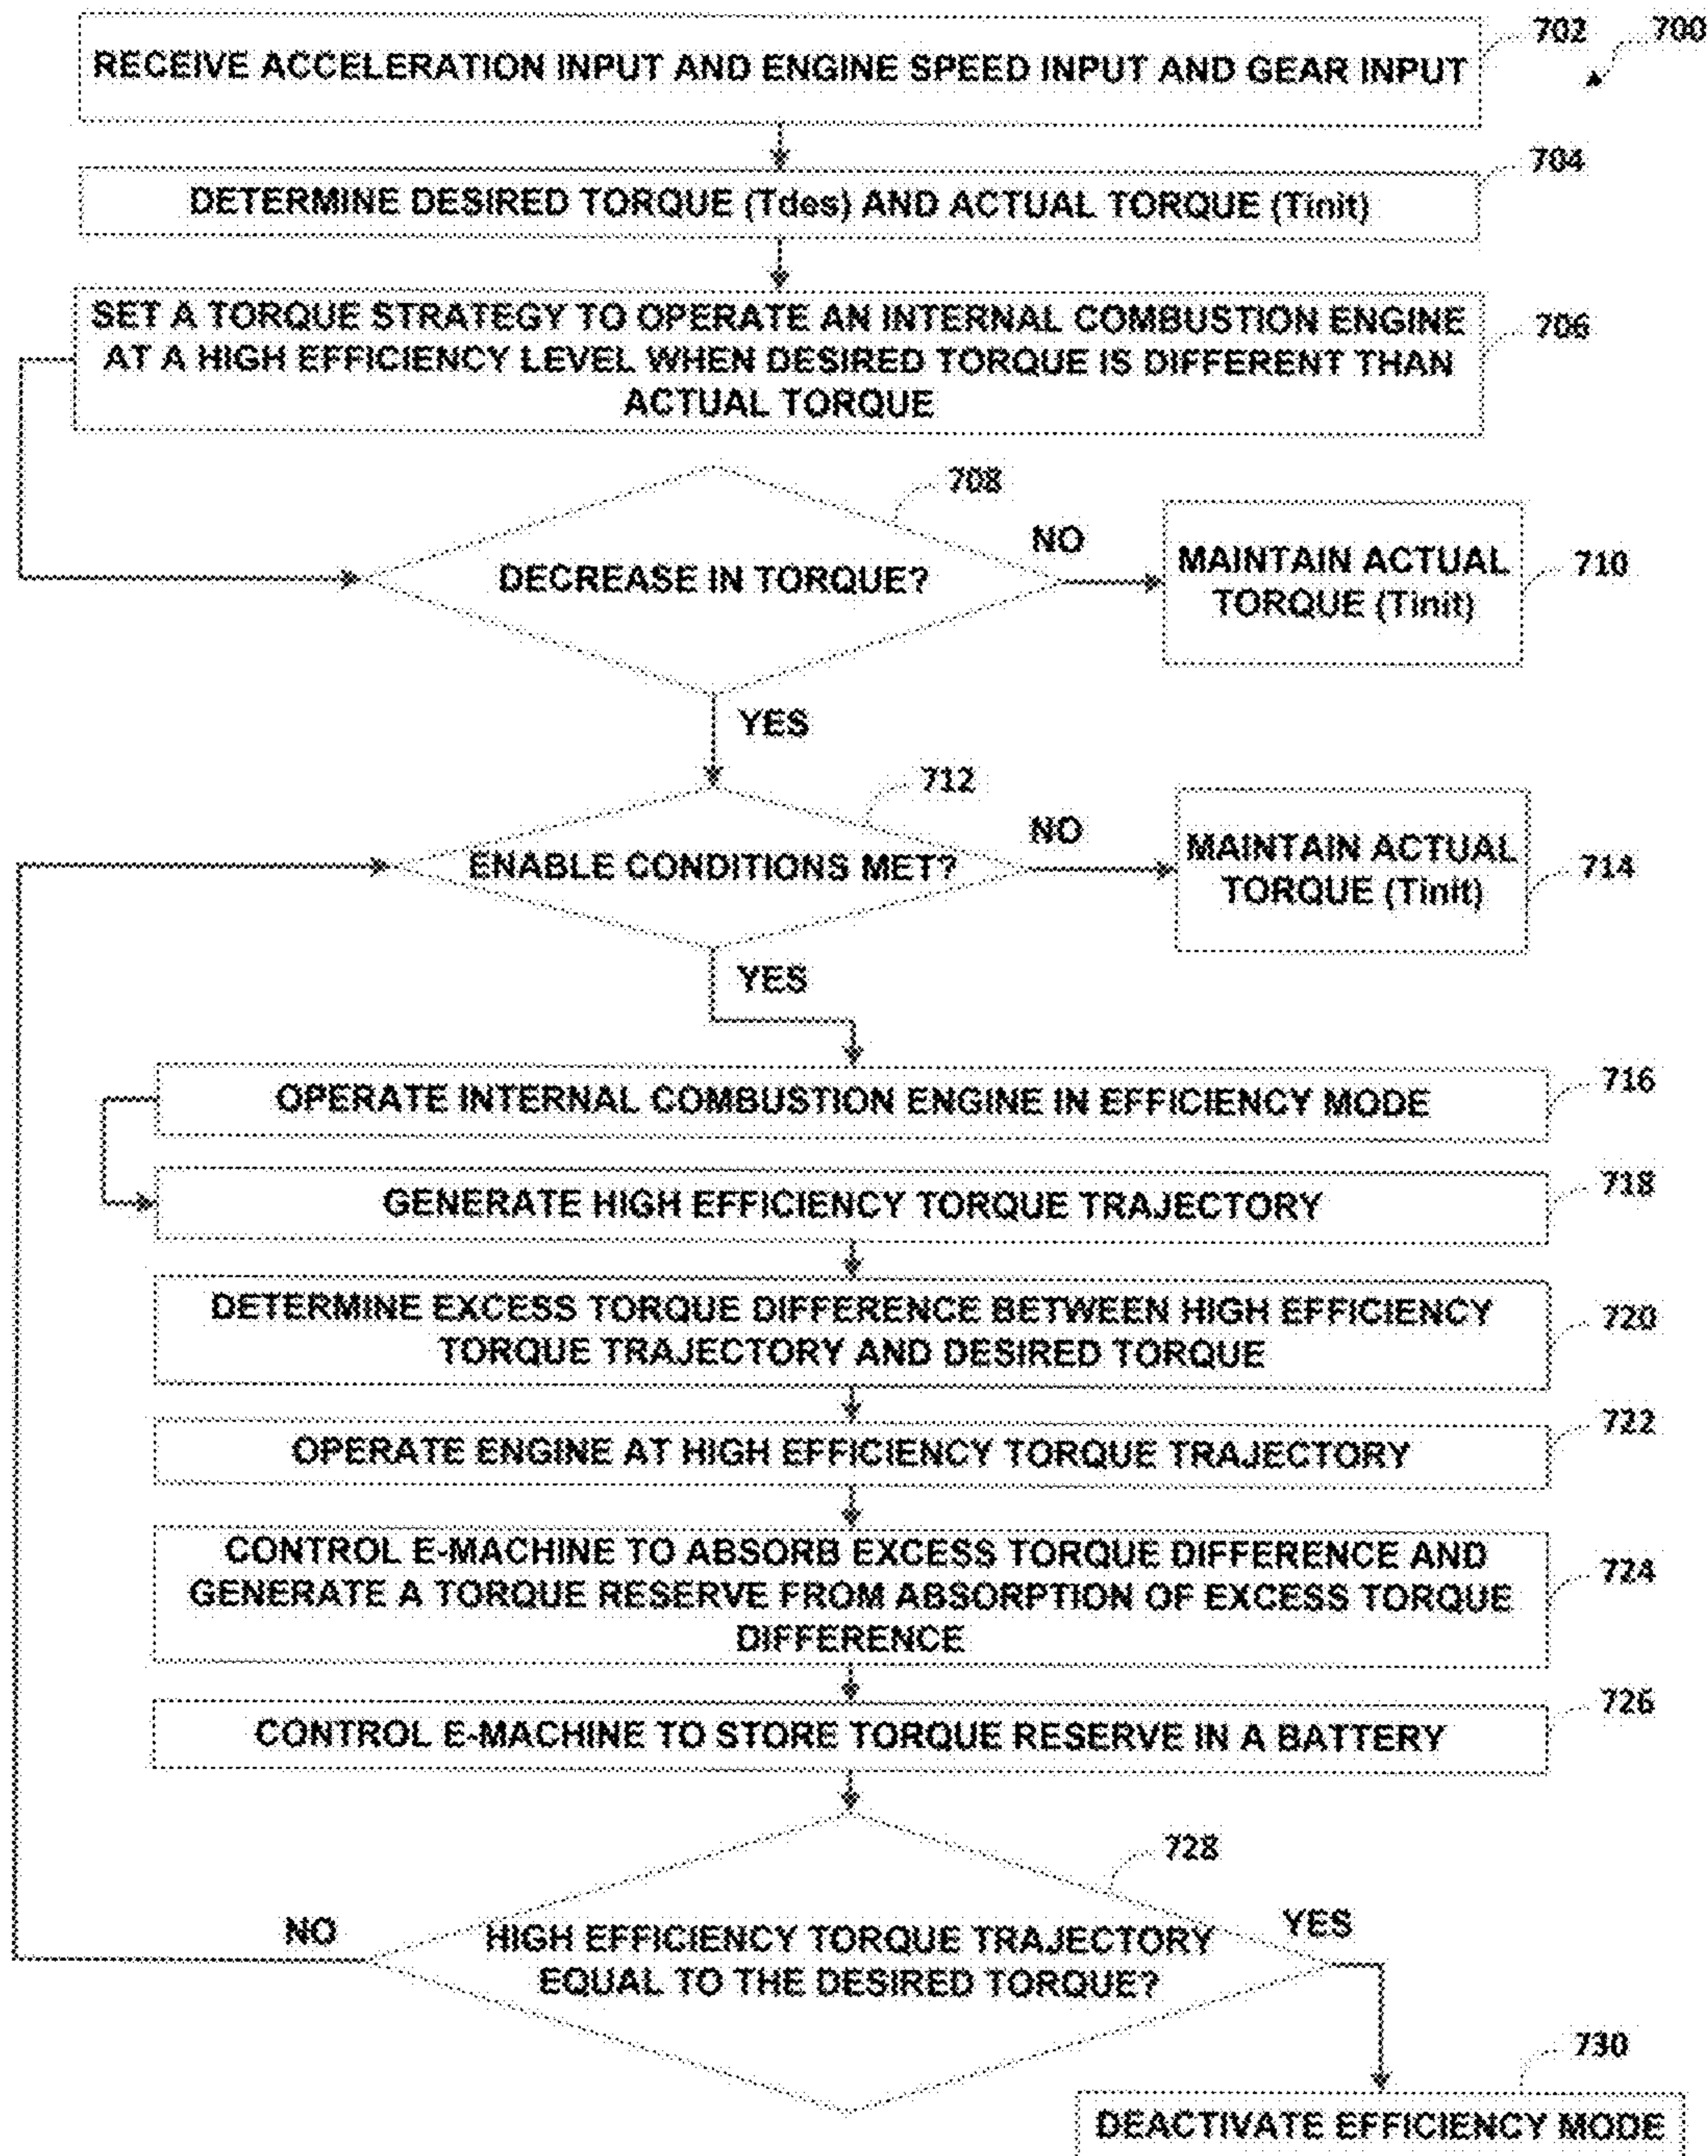 702
700
RECEIVE ACCELERATION INPUT AND ENGINE SPEED INPUT AND GEAR INPUT
704
DETERMINE DESIRED TORQUE (Tdes) AND ACTUAL TORQUE (Tinit)
SET A TORQUE STRATEGY TO OPERATE AN INTERNAL COMBUSTION ENGINE
AT A HIGH EFFICIENCY LEVEL WHEN DESIRED TORQUE IS DIFFERENT THAN
ACTUAL TORQUE
706
708
DECREASE IN TORQUE?
NO
MAINTAIN ACTUAL
TORQUE (Tinit)
710
YES
712
ENABLE CONDITIONS MET?
NO
MAINTAIN ACTUAL
TORQUE (Tinit)
714
YES
716
OPERATE INTERNAL COMBUSTION ENGINE IN EFFICIENCY MODE
718
GENERATE HIGH EFFICIENCY TORQUE TRAJECTORY
DETERMINE EXCESS TORQUE DIFFERENCE BETWEEN HIGH EFFICIENCY
TORQUE TRAJECTORY AND DESIRED TORQUE
720
722
OPERATE ENGINE AT HIGH EFFICIENCY TORQUE TRAJECTORY
CONTROL E-MACHINE TO ABSORB EXCESS TORQUE DIFFERENCE AND
GENERATE A TORQUE RESERVE FROM ABSORPTION OF EXCESS TORQUE
DIFFERENCE
724
726
CONTROL E-MACHINE TO STORE TORQUE RESERVE IN A BATTERY
728
NO
HIGH EFFICIENCY TORQUE TRAJECTORY
EQUAL TO THE DESIRED TORQUE?
YES
730
DEACTIVATE EFFICIENCY MODE